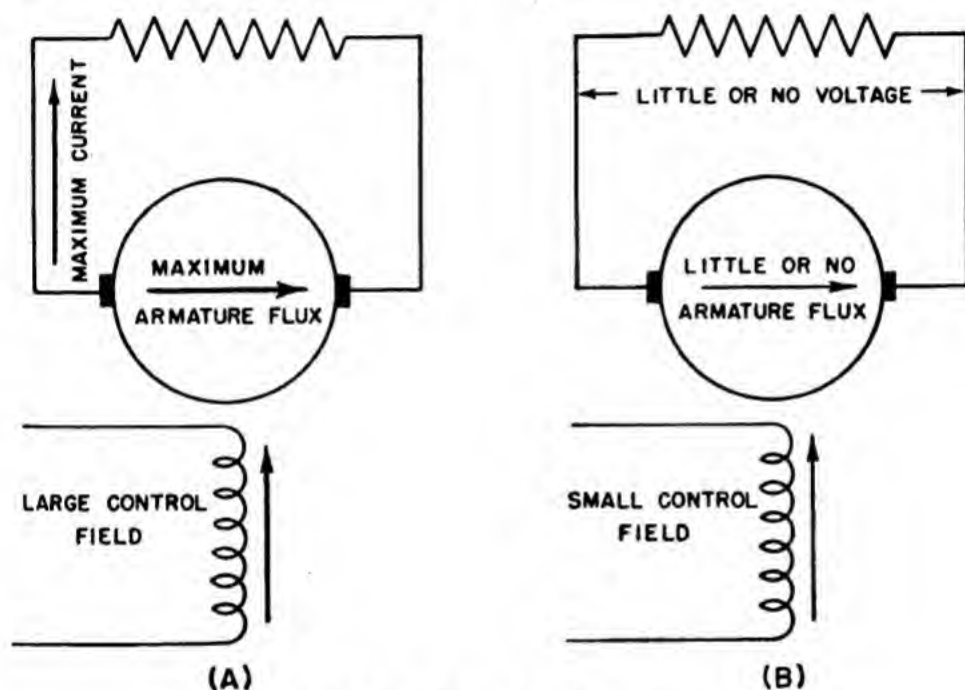 MAXIMUM CURRENT
MAXIMUM
ARMATURE FLUX
LARGE CONTROL
FIELD
(A)
LITTLE OR NO VOLTAGE
LITTLE OR NO
ARMATURE FLUX
SMALL CONTROL
FIELD
(B)